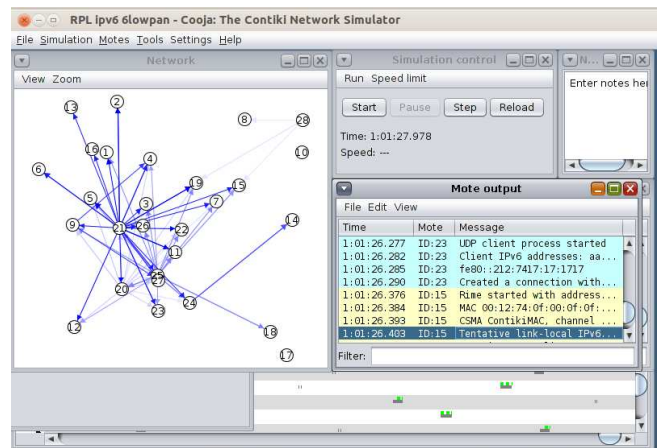 RPL ipv6 6lowpan - Cooja: The Contiki Network Simulator
File Simulation Motes Tools Settings Help
Network
View Zoom
13
2
8
28
16
1
4
10
6
19
15
5
3
7
14
9
21
26
22
11
25
27
20
23
24
12
18
17
Simulation control
Run Speed limit
Start Pause Step Reload
Time: 1:01:27.978
Speed: ---
N...
Enter notes her
Mote output
File Edit View
Time Mote Message
1:01:26.277 ID:23 UDP client process started
1:01:26.282 ID:23 Client IPv6 addresses: aa...
1:01:26.285 ID:23 fe80::212:7417:17:1717
1:01:26.290 ID:23 Created a connection with...
1:01:26.376 ID:15 Rime started with address...
1:01:26.384 ID:15 MAC 00:12:74:0f:00:0f:0f:...
1:01:26.393 ID:15 CSMA ContikiMAC, channel ...
1:01:26.403 ID:15 Tentative link-local IPv6...
Filter: